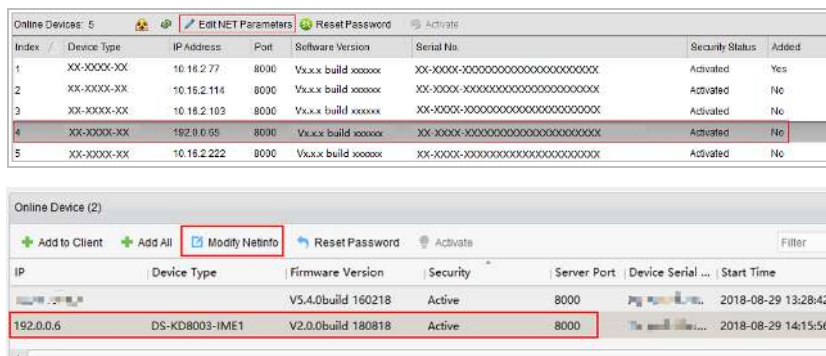 Online Devices: 5 Edit NET Parameters Reset Password Activate
Index Device Type IP Address Port Software Version Serial No. Security Status Added
1 XX-XXXX-XX 10.16.2.77 8000 Vx.x.x build xxxxxx XX-XXXX-XXXXXXXXXXXXXXXXXXXXXX Activated Yes
2 XX-XXXX-XX 10.16.2.114 8000 Vx.x.x build xxxxxx XX-XXXX-XXXXXXXXXXXXXXXXXXXXXX Activated No
3 XX-XXXX-XX 10.16.2.103 8000 Vx.x.x build xxxxxx XX-XXXX-XXXXXXXXXXXXXXXXXXXXXX Activated No
4 XX-XXXX-XX 192.0.0.65 8000 Vx.x.x build xxxxxx XX-XXXX-XXXXXXXXXXXXXXXXXXXXXX Activated No
5 XX-XXXX-XX 10.16.2.222 8000 Vx.x.x build xxxxxx XX-XXXX-XXXXXXXXXXXXXXXXXXXXXX Activated No
Online Device (2)
Add to Client Add All Modify Netinfo Reset Password Activate Filter
IP Device Type Firmware Version Security Server Port Device Serial ... Start Time
V5.4.0build 160218 Active 8000 2018-08-29 13:28:42
192.0.0.6 DS-KD8003-IME1 V2.0.0build 180818 Active 8000 2018-08-29 14:15:56